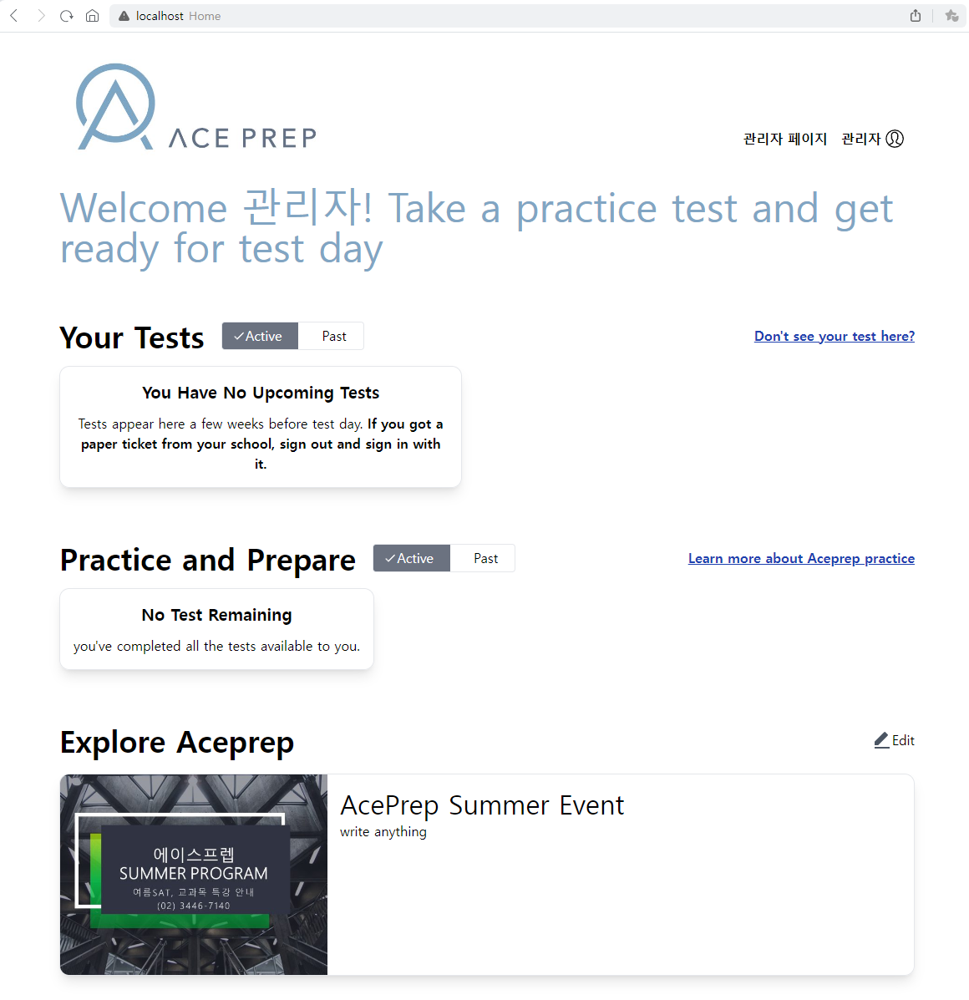 localhost Home
ACE PREP
관리자 페이지 관리자
Welcome 관리자! Take a practice test and get
ready for test day
Your Tests
Active
Past
Don't see your test here?
You Have No Upcoming Tests
Tests appear here a few weeks before test day. If you got a
paper ticket from your school, sign out and sign in with
it.
Practice and Prepare
Active
Past
Learn more about Aceprep practice
No Test Remaining
you've completed all the tests available to you.
Explore Aceprep
Edit
에이스프렙
SUMMER PROGRAM
여름SAT, 교과목 특강 안내
(02) 3446-7140
AcePrep Summer Event
write anything